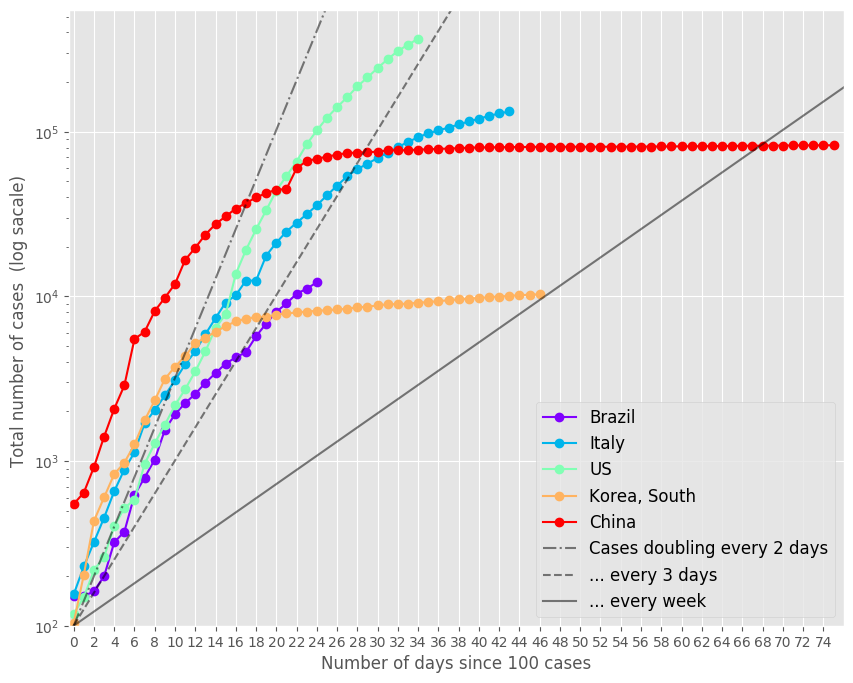 Total number of cases  (log sacale)
10^5
10^4
10^3
10^2
Brazil
Italy
US
Korea, South
China
Cases doubling every 2 days
... every 3 days
... every week
0 2 4 6 8 10 12 14 16 18 20 22 24 26 28 30 32 34 36 38 40 42 44 46 48 50 52 54 56 58 60 62 64 66 68 70 72 74
Number of days since 100 cases